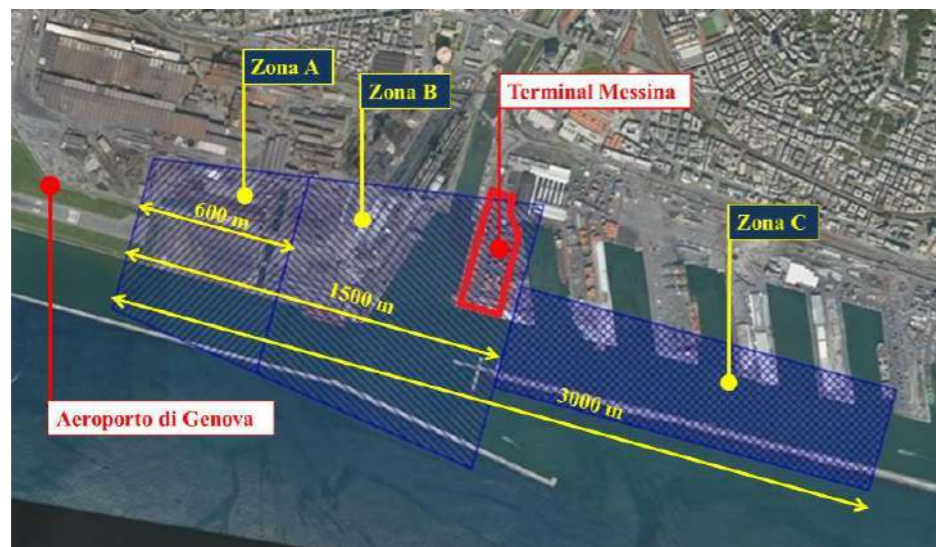 Zona A
Zona B
Terminal Messina
Zona C
600 m
1500 m
3000 m
Aeroporto di Genova